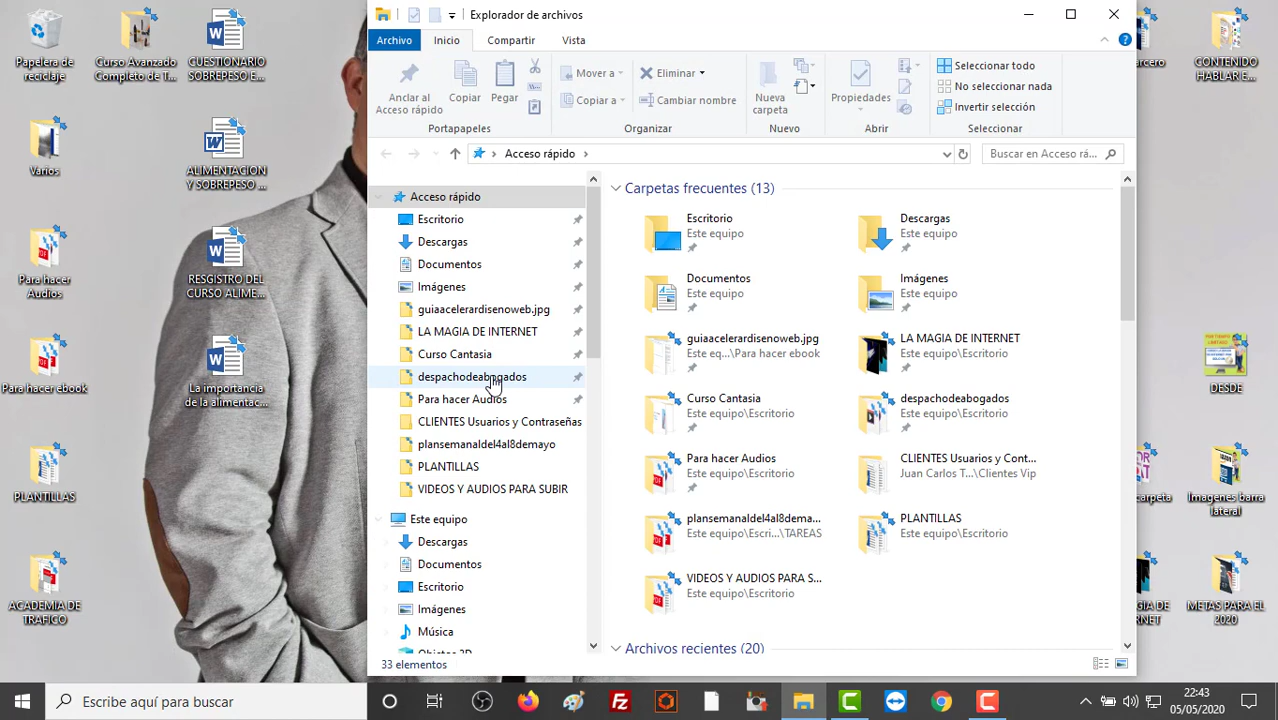 Papelera de
reciclaje
Curso Avanzado
Completo de T...
CUESTIONARIO
SOBREPESO E...
Varios
ALIMENTACION
Y SOBREPESO ...
Para hacer
Audios
RESGISTRO DEL
CURSO ALIME...
Para hacer ebook
La importancia
de la alimentac...
PLANTILLAS
ACADEMIA DE
TRAFICO
Explorador de archivos
Archivo
Inicio
Compartir
Vista
Anclar al
Acceso rápido
Copiar
Pegar
Portapapeles
Mover a
Copiar a
Eliminar
Cambiar nombre
Organizar
Nueva
carpeta
Nuevo
Propiedades
Abrir
Seleccionar todo
No seleccionar nada
Invertir selección
Seleccionar
Acceso rápido
Buscar en Acceso rá...
Acceso rápido
Escritorio
Descargas
Documentos
Imágenes
guiaacelerardisenoweb.jpg
LA MAGIA DE INTERNET
Curso Cantasia
despachodeabogados
Para hacer Audios
CLIENTES Usuarios y Contraseñas
plansemanaldel4al8demayo
PLANTILLAS
VIDEOS Y AUDIOS PARA SUBIR
Este equipo
Descargas
Documentos
Escritorio
Imágenes
Música
Objetos 3D
33 elementos
Carpetas frecuentes (13)
Escritorio
Este equipo
Descargas
Este equipo
Documentos
Este equipo
Imágenes
Este equipo
guiaacelerardisenoweb.jpg
Este eq...\Para hacer ebook
LA MAGIA DE INTERNET
Este equipo\Escritorio
Curso Cantasia
Este equipo\Escritorio
despachodeabogados
Este equipo\Escritorio
Para hacer Audios
Este equipo\Escritorio
CLIENTES Usuarios y Cont...
Juan Carlos T...\Clientes Vip
plansemanaldel4al8dema...
Este equipo\Escri...\TAREAS
PLANTILLAS
Este equipo\Escritorio
VIDEOS Y AUDIOS PARA S...
Este equipo\Escritorio
Archivos recientes (20)
CONTENIDO
HABLAR E...
DESDE
Imagenes barra
lateral
METAS PARA EL
2020
Escribe aquí para buscar
22:43
05/05/2020